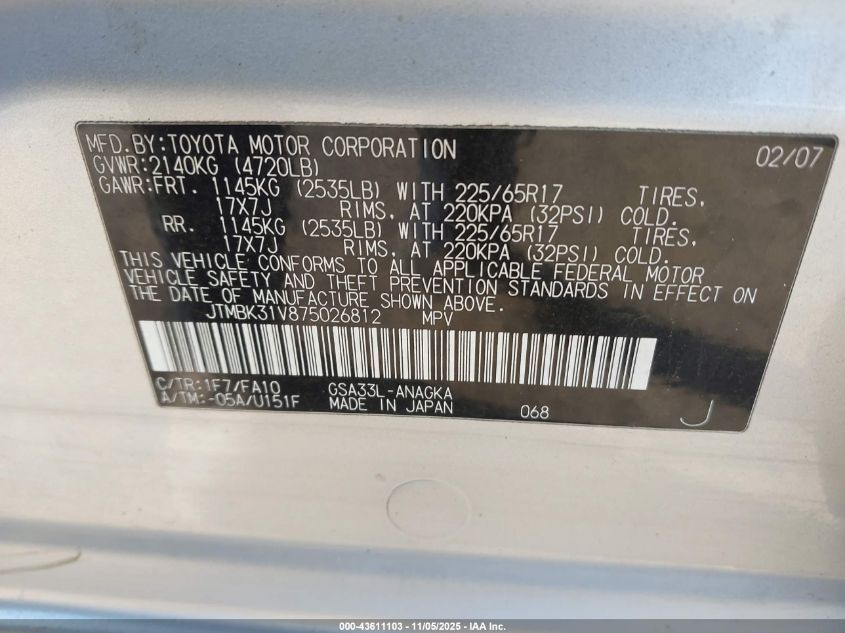 MFD.BY:TOYOTA MOTOR CORPORATION 02/07
GVWR:2140KG (4720LB)
GAWR:FRT. 1145KG (2535LB) WITH 225/65R17 TIRES,
17X7J RIMS, AT 220KPA (32PSI) COLD.
RR. 1145KG (2535LB) WITH 225/65R17 TIRES,
17X7J RIMS, AT 220KPA (32PSI) COLD.
THIS VEHICLE CONFORMS TO ALL APPLICABLE FEDERAL MOTOR
VEHICLE SAFETY AND THEFT PREVENTION STANDARDS IN EFFECT ON
THE DATE OF MANUFACTURE SHOWN ABOVE.
JTMBK31V875026812 MPV
C/TR:1F7/FA10 GSA33L-ANAGKA
A/TM:-05A/U151F MADE IN JAPAN 068 J
000-43611103 - 11/05/2025 - IAA Inc.